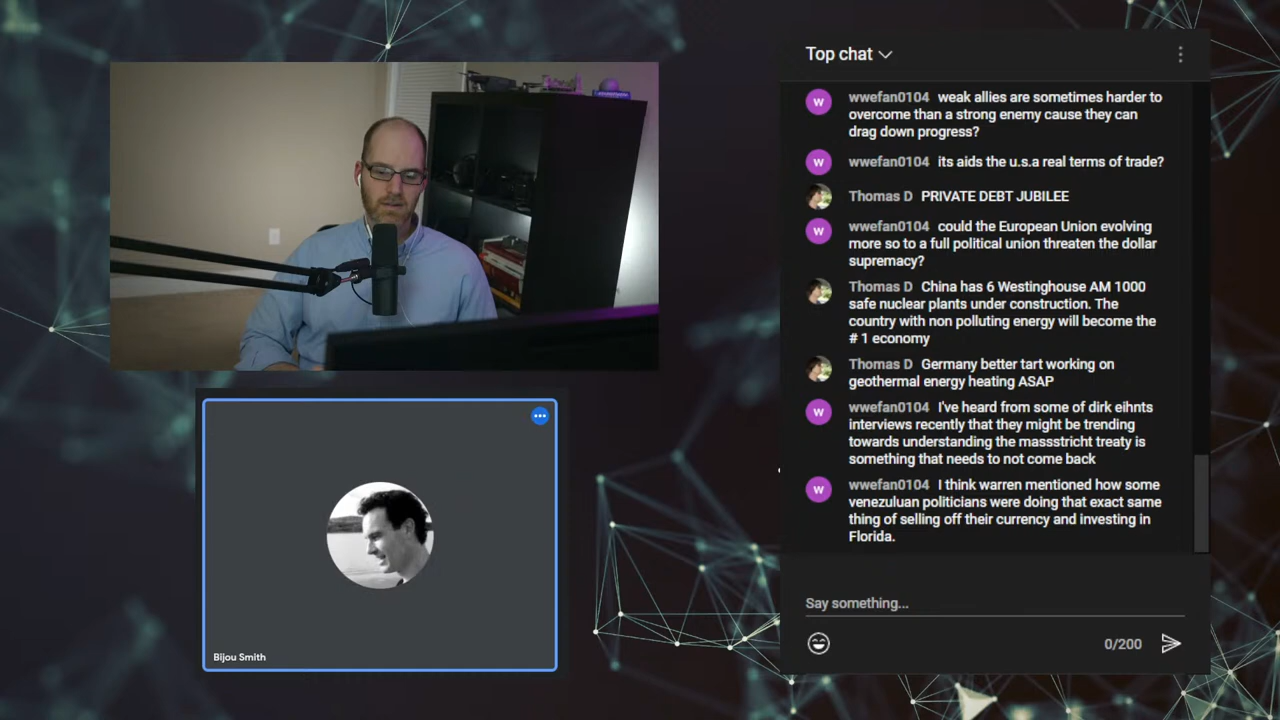 Top chat
wwefan0104 weak allies are sometimes harder to
overcome than a strong enemy cause they can
drag down progress?
wwefan0104 its aids the u.s.a real terms of trade?
Thomas D PRIVATE DEBT JUBILEE
wwefan0104 could the European Union evolving
more so to a full political union threaten the dollar
supremacy?
Thomas D China has 6 Westinghouse AM 1000
safe nuclear plants under construction. The
country with non polluting energy will become the
# 1 economy
Thomas D Germany better tart working on
geothermal energy heating ASAP
wwefan0104 I've heard from some of dirk eihnts
interviews recently that they might be trending
towards understanding the massstricht treaty is
something that needs to not come back
wwefan0104 I think warren mentioned how some
venezuluan politicians were doing that exact same
thing of selling off their currency and investing in
Florida.
Say something...
0/200
Bijou Smith